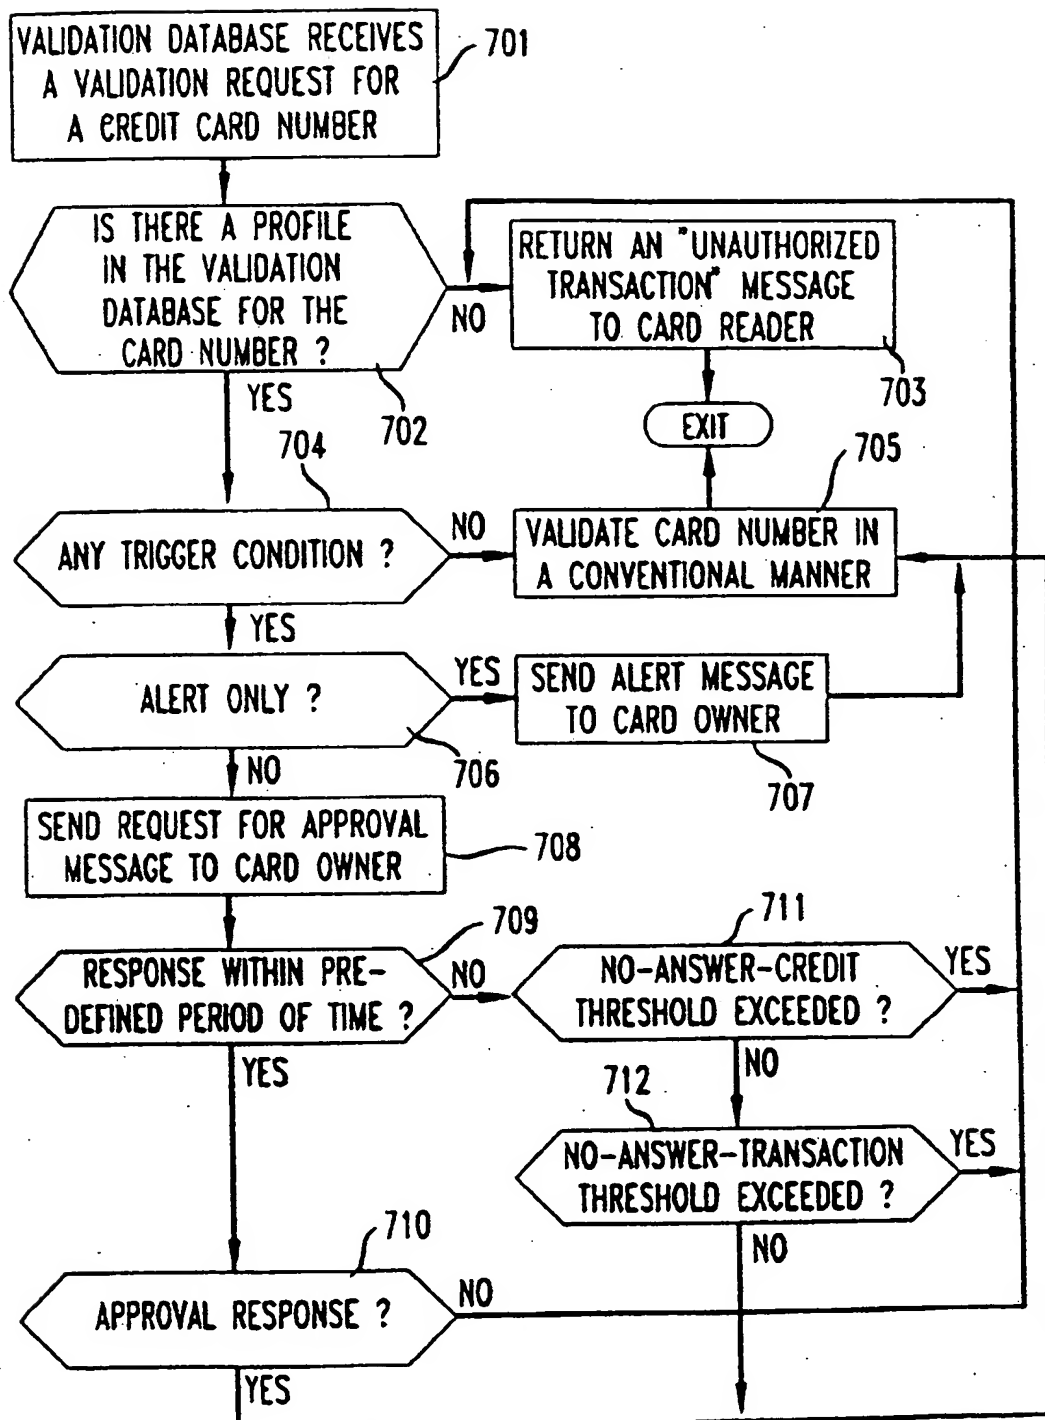 VALIDATION DATABASE RECEIVES
A VALIDATION REQUEST FOR
A CREDIT CARD NUMBER
701
IS THERE A PROFILE
IN THE VALIDATION
DATABASE FOR THE
CARD NUMBER ?
702
NO
RETURN AN "UNAUTHORIZED
TRANSACTION" MESSAGE
TO CARD READER
703
YES
EXIT
704
705
ANY TRIGGER CONDITION ?
NO
VALIDATE CARD NUMBER IN
A CONVENTIONAL MANNER
YES
ALERT ONLY ?
706
YES
SEND ALERT MESSAGE
TO CARD OWNER
707
NO
SEND REQUEST FOR APPROVAL
MESSAGE TO CARD OWNER
708
709
RESPONSE WITHIN PRE-
DEFINED PERIOD OF TIME ?
NO
711
NO-ANSWER-CREDIT
THRESHOLD EXCEEDED ?
YES
YES
NO
712
NO-ANSWER-TRANSACTION
THRESHOLD EXCEEDED ?
YES
NO
710
APPROVAL RESPONSE ?
NO
YES